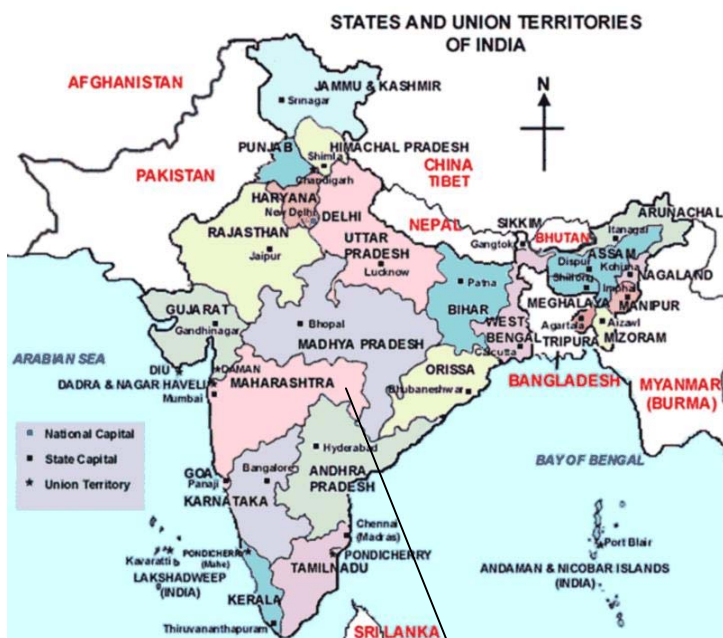 STATES AND UNION TERRITORIES
OF INDIA
AFGHANISTAN
JAMMU & KASHMIR
Srinagar
N
PUNJAB
HIMACHAL PRADESH
Shimla
CHINA
TIBET
PAKISTAN
Chandigarh
HARYANA
New Delhi
DELHI
NEPAL
SIKKIM
ARUNACHAL
RAJASTHAN
UTTAR
PRADESH
Gangtok
BHUTAN
Itanagar
Jaipur
Lucknow
ASSAM
Dispur
Kohima
NAGALAND
Patna
Shillong
Imphal
BIHAR
MEGHALAYA
MANIPUR
GUJARAT
Gandhinagar
Bhopal
WEST
BENGAL
Agartala
Aizawl
MADHYA PRADESH
TRIPURA
MIZORAM
Calcutta
ARABIAN SEA
DIU
DAMAN
ORISSA
BANGLADESH
MYANMAR
(BURMA)
DADRA & NAGAR HAVELI
MAHARASHTRA
Bhubaneshwar
Mumbai
National Capital
State Capital
Union Territory
Hyderabad
BAY OF BENGAL
GOA
Panaji
Bangalore
ANDHRA
PRADESH
KARNATAKA
Chennai
(Madras)
Port Blair
Kavaratti
PONDICHERRY
(Mahe)
PONDICHERRY
LAKSHADWEEP
(INDIA)
TAMILNADU
ANDAMAN & NICOBAR ISLANDS
(INDIA)
KERALA
Thiruvananthapuram
SRI LANKA